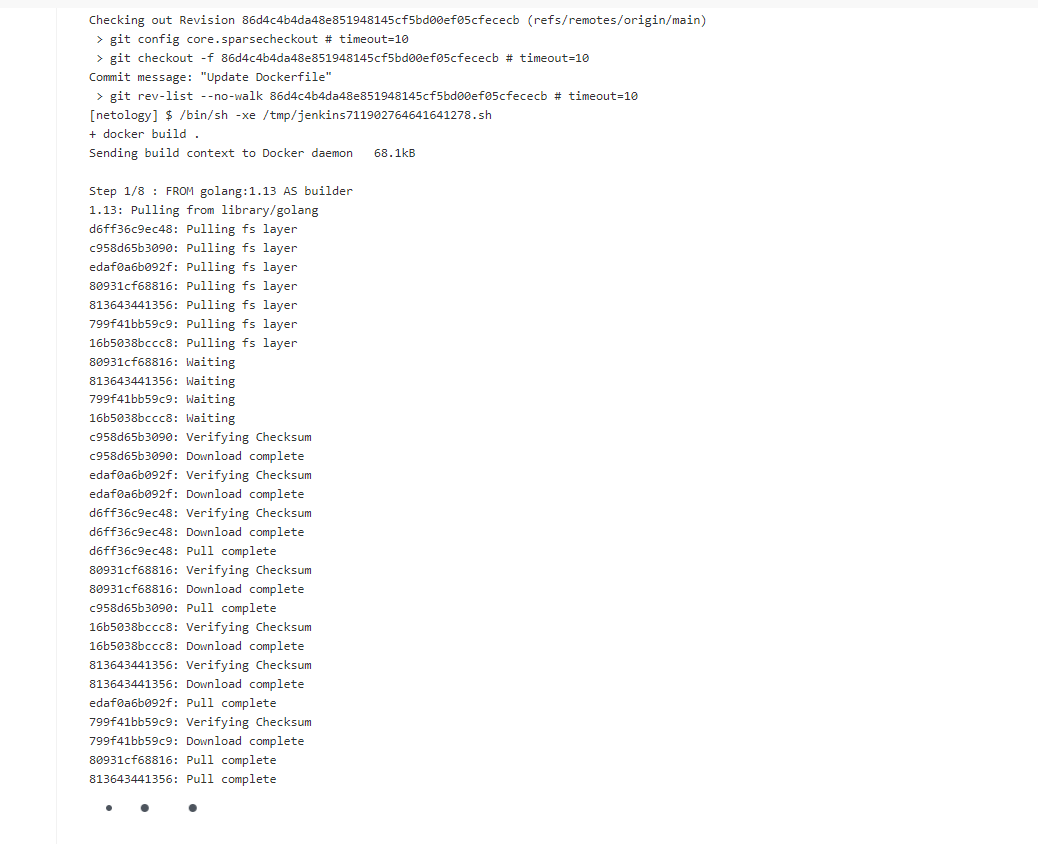 Checking out Revision 86d4c4b4da48e851948145cf5bd00ef05cfececb (refs/remotes/origin/main)
> git config core.sparsecheckout # timeout=10
> git checkout -f 86d4c4b4da48e851948145cf5bd00ef05cfececb # timeout=10
Commit message: "Update Dockerfile"
> git rev-list --no-walk 86d4c4b4da48e851948145cf5bd00ef05cfececb # timeout=10
[netology] $ /bin/sh -xe /tmp/jenkins711902764641641278.sh
+ docker build .
Sending build context to Docker daemon   68.1kB
Step 1/8 : FROM golang:1.13 AS builder
1.13: Pulling from library/golang
d6ff36c9ec48: Pulling fs layer
c958d65b3090: Pulling fs layer
edaf0a6b092f: Pulling fs layer
80931cf68816: Pulling fs layer
813643441356: Pulling fs layer
799f41bb59c9: Pulling fs layer
16b5038bccc8: Pulling fs layer
80931cf68816: Waiting
813643441356: Waiting
799f41bb59c9: Waiting
16b5038bccc8: Waiting
c958d65b3090: Verifying Checksum
c958d65b3090: Download complete
edaf0a6b092f: Verifying Checksum
edaf0a6b092f: Download complete
d6ff36c9ec48: Verifying Checksum
d6ff36c9ec48: Download complete
d6ff36c9ec48: Pull complete
80931cf68816: Verifying Checksum
80931cf68816: Download complete
c958d65b3090: Pull complete
16b5038bccc8: Verifying Checksum
16b5038bccc8: Download complete
813643441356: Verifying Checksum
813643441356: Download complete
edaf0a6b092f: Pull complete
799f41bb59c9: Verifying Checksum
799f41bb59c9: Download complete
80931cf68816: Pull complete
813643441356: Pull complete